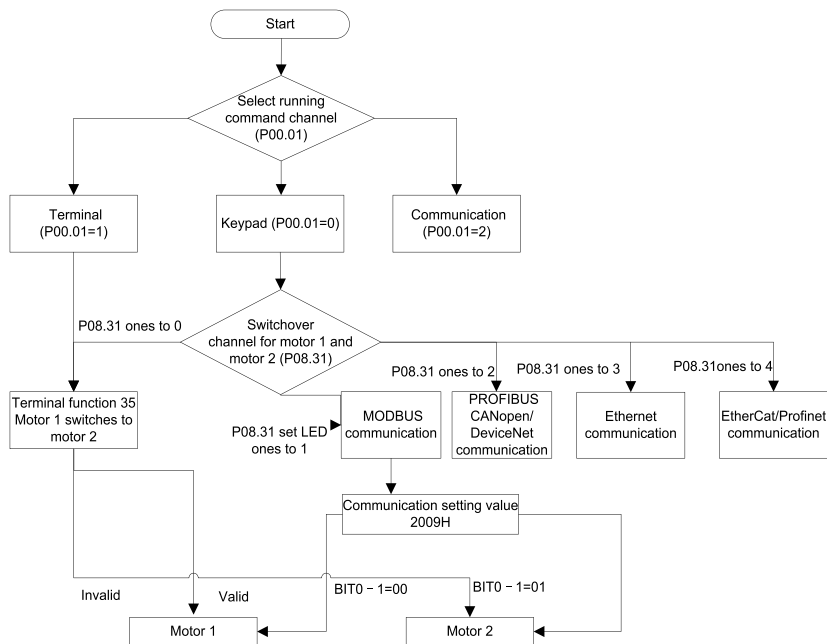 Start
Select running
command channel
(P00.01)
Terminal
(P00.01=1)
Keypad (P00.01=0)
Communication
(P00.01=2)
P08.31 ones to 0
Switchover
channel for motor 1 and
motor 2 (P08.31)
P08.31 ones to 2
P08.31 ones to 3
P08.31ones to 4
Terminal function 35
Motor 1 switches to
motor 2
P08.31 set LED
ones to 1
MODBUS
communication
PROFIBUS
CANopen/
DeviceNet
communication
Ethernet
communication
EtherCat/Profinet
communication
Communication setting value
2009H
Invalid
Valid
BIT0－1=00
BIT0－1=01
Motor 1
Motor 2